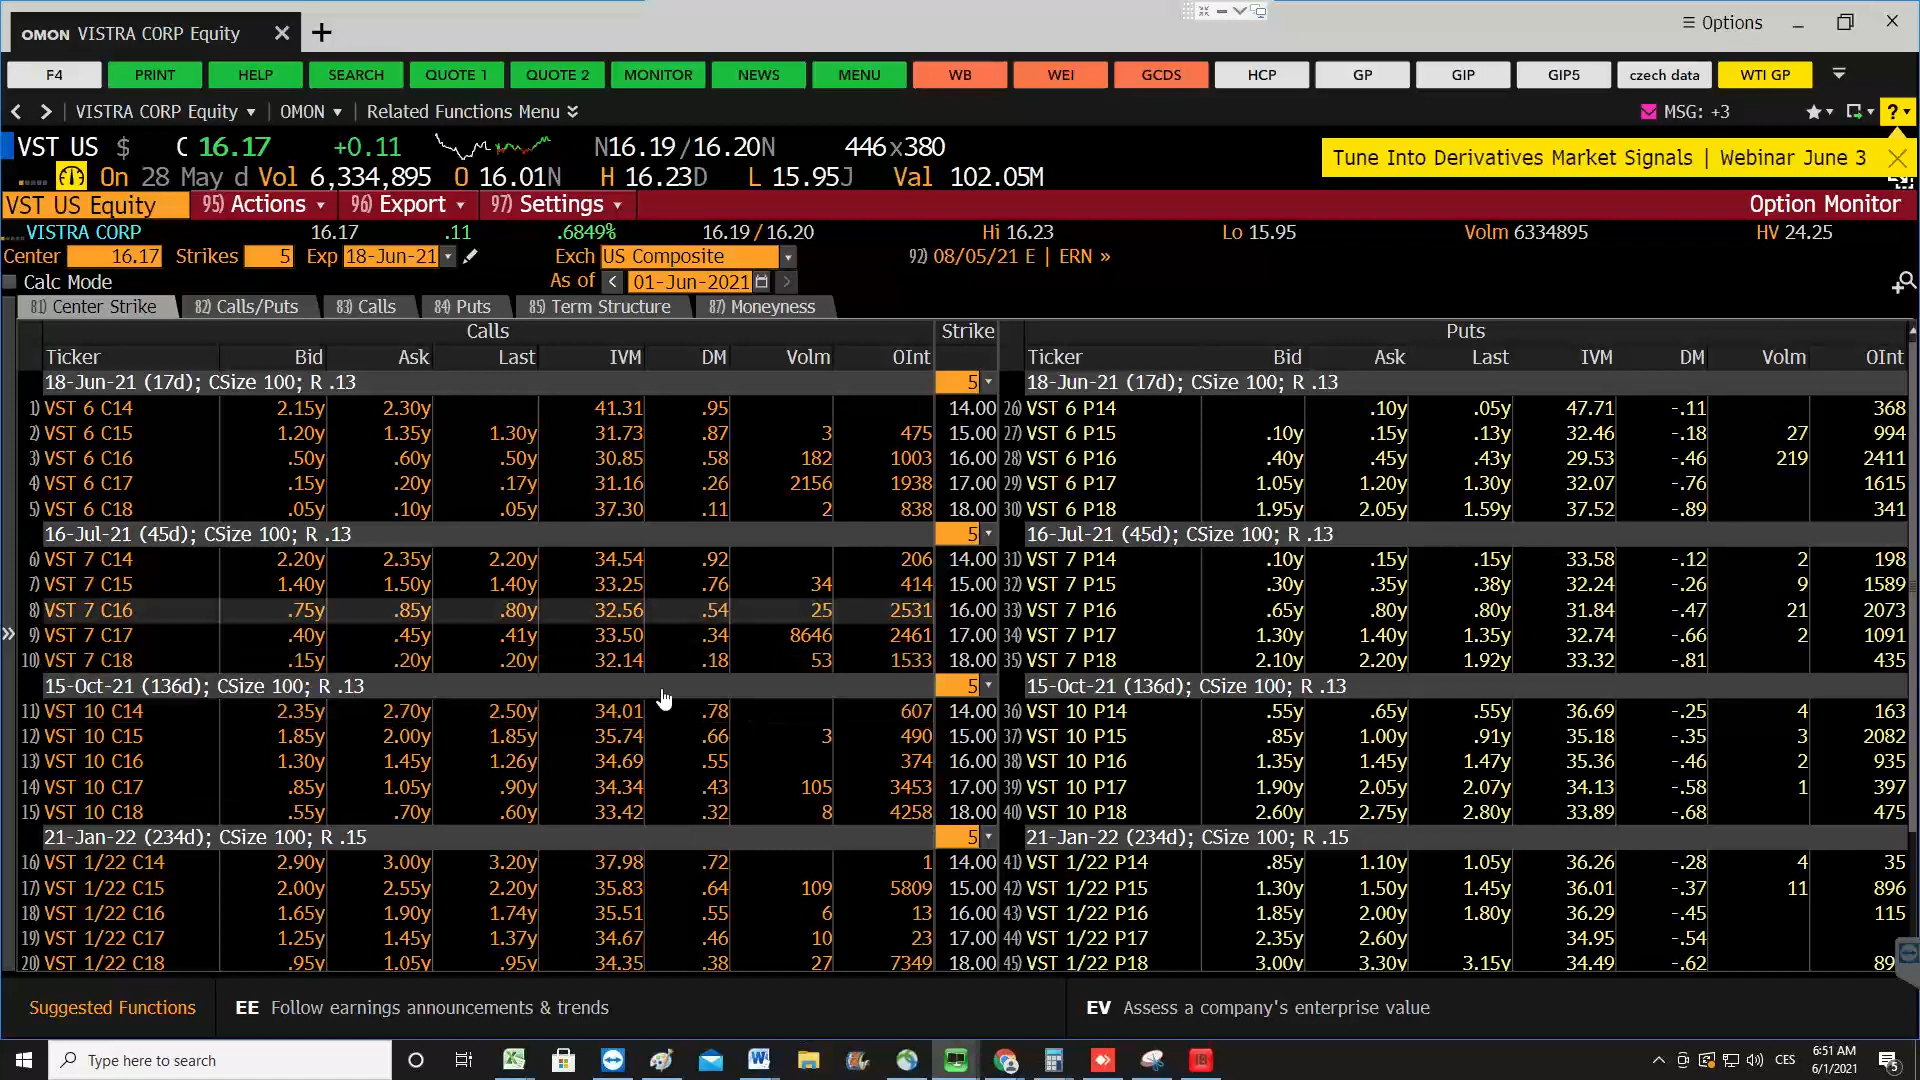 OMON VISTRA CORP Equity
Options
F4 PRINT HELP SEARCH QUOTE 1 QUOTE 2 MONITOR NEWS MENU WB WEI GCDS HCP GP GIP GIP5 czech data WTI GP
VISTRA CORP Equity OMON Related Functions Menu MSG: +3 ?
VST US $ C 16.17 +0.11 N16.19/16.20N 446x380
Tune Into Derivatives Market Signals | Webinar June 3
On 28 May d Vol 6,334,895 O 16.01N H 16.23D L 15.95J Val 102.05M
VST US Equity 95) Actions 96) Export 97) Settings Option Monitor
VISTRA CORP 16.17 .11 .6849% 16.19 / 16.20 Hi 16.23 Lo 15.95 Volm 6334895 HV 24.25
Center 16.17 Strikes 5 Exp 18-Jun-21 Exch US Composite 92) 08/05/21 E | ERN »
Calc Mode As of < 01-Jun-2021 >
81) Center Strike 82) Calls/Puts 83) Calls 84) Puts 85) Term Structure 87) Moneyness
Calls Strike Puts
Ticker Bid Ask Last IVM DM Volm OInt Ticker Bid Ask Last IVM DM Volm OInt
18-Jun-21 (17d); CSize 100; R .13 5 18-Jun-21 (17d); CSize 100; R .13
1) VST 6 C14 2.15y 2.30y 41.31 .95 14.00 26) VST 6 P14 .10y .05y 47.71 -.11 368
2) VST 6 C15 1.20y 1.35y 1.30y 31.73 .87 3 475 15.00 27) VST 6 P15 .10y .15y .13y 32.46 -.18 27 994
3) VST 6 C16 .50y .60y .50y 30.85 .58 182 1003 16.00 28) VST 6 P16 .40y .45y .43y 29.53 -.46 219 2411
4) VST 6 C17 .15y .20y .17y 31.16 .26 2156 1938 17.00 29) VST 6 P17 1.05y 1.20y 1.30y 32.07 -.76 1615
5) VST 6 C18 .05y .10y .05y 37.30 .11 2 838 18.00 30) VST 6 P18 1.95y 2.05y 1.59y 37.52 -.89 341
16-Jul-21 (45d); CSize 100; R .13 5 16-Jul-21 (45d); CSize 100; R .13
6) VST 7 C14 2.20y 2.35y 2.20y 34.54 .92 206 14.00 31) VST 7 P14 .10y .15y .15y 33.58 -.12 2 198
7) VST 7 C15 1.40y 1.50y 1.40y 33.25 .76 34 414 15.00 32) VST 7 P15 .30y .35y .38y 32.24 -.26 9 1589
8) VST 7 C16 .75y .85y .80y 32.56 .54 25 2531 16.00 33) VST 7 P16 .65y .80y .80y 31.84 -.47 21 2073
9) VST 7 C17 .40y .45y .41y 33.50 .34 8646 2461 17.00 34) VST 7 P17 1.30y 1.40y 1.35y 32.74 -.66 2 1091
10) VST 7 C18 .15y .20y .20y 32.14 .18 53 1533 18.00 35) VST 7 P18 2.10y 2.20y 1.92y 33.32 -.81 435
15-Oct-21 (136d); CSize 100; R .13 5 15-Oct-21 (136d); CSize 100; R .13
11) VST 10 C14 2.35y 2.70y 2.50y 34.01 .78 607 14.00 36) VST 10 P14 .55y .65y .55y 36.69 -.25 4 163
12) VST 10 C15 1.85y 2.00y 1.85y 35.74 .66 3 490 15.00 37) VST 10 P15 .85y 1.00y .91y 35.18 -.35 3 2082
13) VST 10 C16 1.30y 1.45y 1.26y 34.69 .55 374 16.00 38) VST 10 P16 1.35y 1.45y 1.47y 35.36 -.46 2 935
14) VST 10 C17 .85y 1.05y .90y 34.34 .43 105 3453 17.00 39) VST 10 P17 1.90y 2.05y 2.07y 34.13 -.58 1 397
15) VST 10 C18 .55y .70y .60y 33.42 .32 8 4258 18.00 40) VST 10 P18 2.60y 2.75y 2.80y 33.89 -.68 475
21-Jan-22 (234d); CSize 100; R .15 5 21-Jan-22 (234d); CSize 100; R .15
16) VST 1/22 C14 2.90y 3.00y 3.20y 37.98 .72 1 14.00 41) VST 1/22 P14 .85y 1.10y 1.05y 36.26 -.28 4 35
17) VST 1/22 C15 2.00y 2.55y 2.20y 35.83 .64 109 5809 15.00 42) VST 1/22 P15 1.30y 1.50y 1.45y 36.01 -.37 11 896
18) VST 1/22 C16 1.65y 1.90y 1.74y 35.51 .55 6 13 16.00 43) VST 1/22 P16 1.85y 2.00y 1.80y 36.29 -.45 115
19) VST 1/22 C17 1.25y 1.45y 1.37y 34.67 .46 10 23 17.00 44) VST 1/22 P17 2.35y 2.60y 34.95 -.54
20) VST 1/22 C18 .95y 1.05y .95y 34.35 .38 27 7349 18.00 45) VST 1/22 P18 3.00y 3.30y 3.15y 34.49 -.62
Suggested Functions EE Follow earnings announcements & trends EV Assess a company's enterprise value
Type here to search CES 6:51 AM
6/1/2021 5